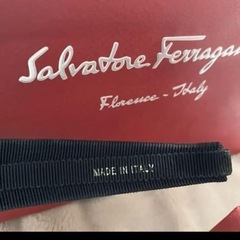 Salvatore Ferragam
Florence - Italy
MADE IN ITALY